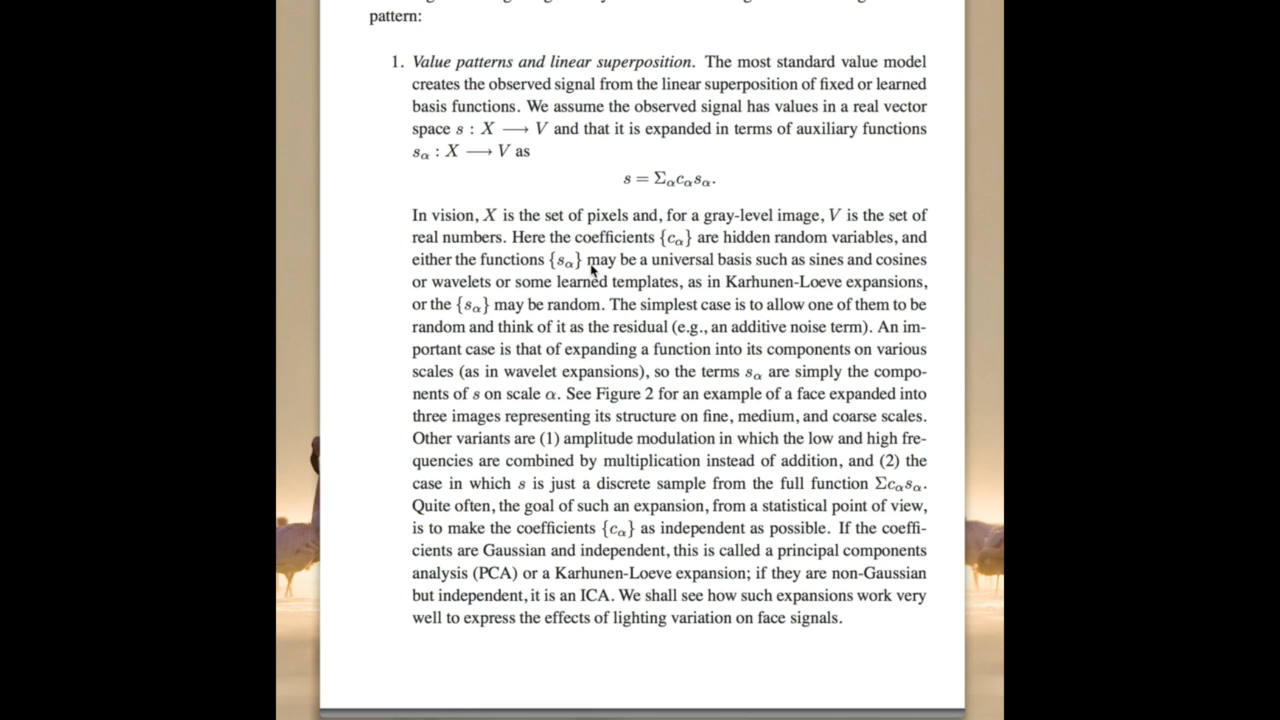 pattern:
1. Value patterns and linear superposition. The most standard value model
creates the observed signal from the linear superposition of fixed or learned
basis functions. We assume the observed signal has values in a real vector
space s : X ⟶ V and that it is expanded in terms of auxiliary functions
sα : X ⟶ V as
s = Σαcαsα.
In vision, X is the set of pixels and, for a gray-level image, V is the set of
real numbers. Here the coefficients {cα} are hidden random variables, and
either the functions {sα} may be a universal basis such as sines and cosines
or wavelets or some learned templates, as in Karhunen-Loeve expansions,
or the {sα} may be random. The simplest case is to allow one of them to be
random and think of it as the residual (e.g., an additive noise term). An im-
portant case is that of expanding a function into its components on various
scales (as in wavelet expansions), so the terms sα are simply the compo-
nents of s on scale α. See Figure 2 for an example of a face expanded into
three images representing its structure on fine, medium, and coarse scales.
Other variants are (1) amplitude modulation in which the low and high fre-
quencies are combined by multiplication instead of addition, and (2) the
case in which s is just a discrete sample from the full function Σcαsα.
Quite often, the goal of such an expansion, from a statistical point of view,
is to make the coefficients {cα} as independent as possible. If the coeffi-
cients are Gaussian and independent, this is called a principal components
analysis (PCA) or a Karhunen-Loeve expansion; if they are non-Gaussian
but independent, it is an ICA. We shall see how such expansions work very
well to express the effects of lighting variation on face signals.